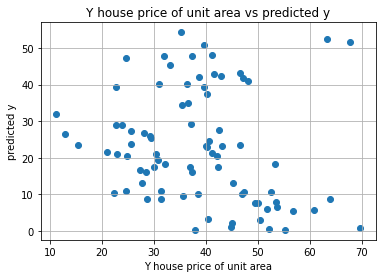 Y house price of unit area vs predicted y
predicted y
50
40
30
20
10
0
10 20 30 40 50 60 70
Y house price of unit area